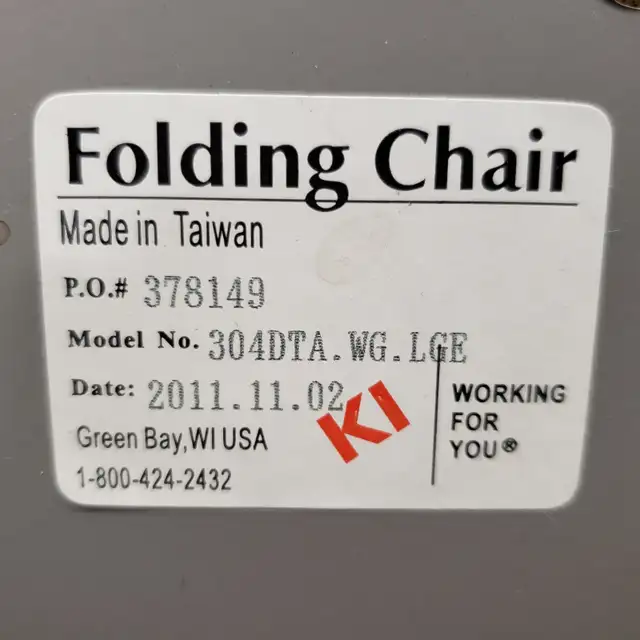 Folding Chair
Made in Taiwan
P.O.# 378149
Model No. 304DTA.WG.LGE
Date: 2011.11.02
Green Bay,WI USA
1-800-424-2432
KI
WORKING
FOR
YOU®